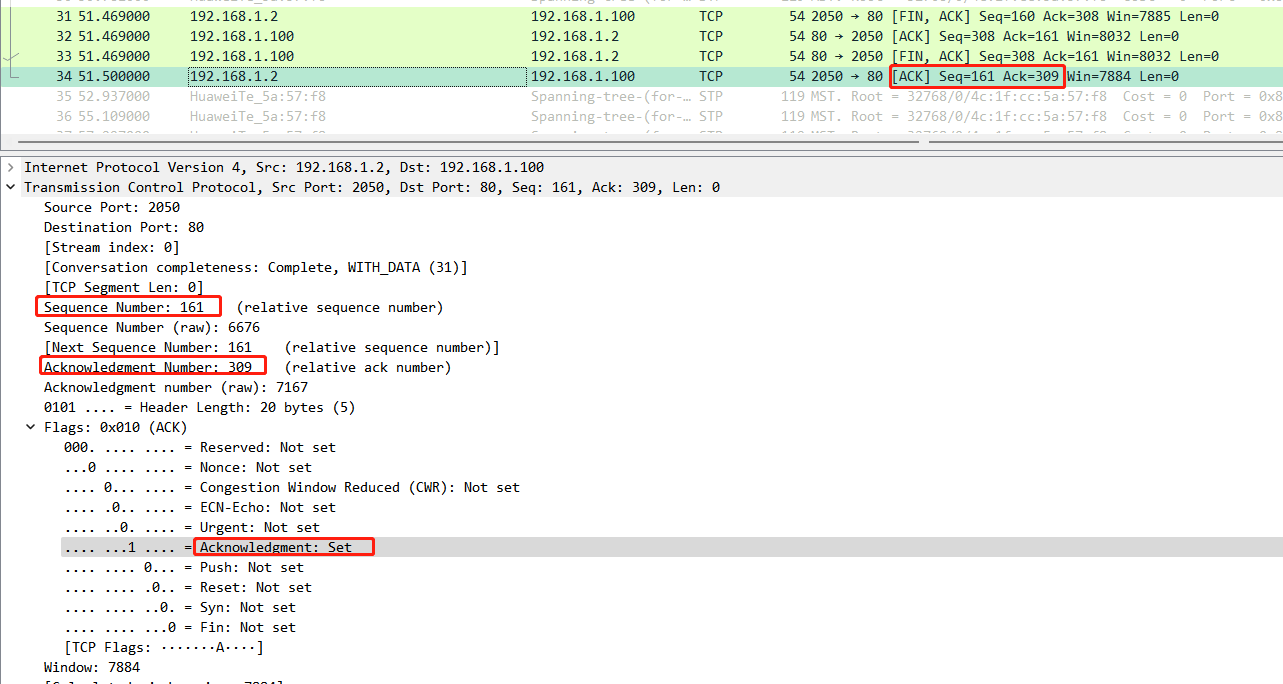 31 51.469000 192.168.1.2 192.168.1.100 TCP 54 2050 → 80 [FIN, ACK] Seq=160 Ack=308 Win=7885 Len=0
32 51.469000 192.168.1.100 192.168.1.2 TCP 54 80 → 2050 [ACK] Seq=308 Ack=161 Win=8032 Len=0
33 51.469000 192.168.1.100 192.168.1.2 TCP 54 80 → 2050 [FIN, ACK] Seq=308 Ack=161 Win=8032 Len=0
34 51.500000 192.168.1.2 192.168.1.100 TCP 54 2050 → 80 [ACK] Seq=161 Ack=309 Win=7884 Len=0
35 52.937000 HuaweiTe_5a:57:f8 Spanning-tree-(for-… STP 119 MST. Root = 32768/0/4c:1f:cc:5a:57:f8 Cost = 0 Port = 0x8
36 55.109000 HuaweiTe_5a:57:f8 Spanning-tree-(for-… STP 119 MST. Root = 32768/0/4c:1f:cc:5a:57:f8 Cost = 0 Port = 0x8
Internet Protocol Version 4, Src: 192.168.1.2, Dst: 192.168.1.100
Transmission Control Protocol, Src Port: 2050, Dst Port: 80, Seq: 161, Ack: 309, Len: 0
Source Port: 2050
Destination Port: 80
[Stream index: 0]
[Conversation completeness: Complete, WITH_DATA (31)]
[TCP Segment Len: 0]
Sequence Number: 161 (relative sequence number)
Sequence Number (raw): 6676
[Next Sequence Number: 161 (relative sequence number)]
Acknowledgment Number: 309 (relative ack number)
Acknowledgment number (raw): 7167
0101 .... = Header Length: 20 bytes (5)
Flags: 0x010 (ACK)
000. .... .... = Reserved: Not set
...0 .... .... = Nonce: Not set
.... 0... .... = Congestion Window Reduced (CWR): Not set
.... .0.. .... = ECN-Echo: Not set
.... ..0. .... = Urgent: Not set
.... ...1 .... = Acknowledgment: Set
.... .... 0... = Push: Not set
.... .... .0.. = Reset: Not set
.... .... ..0. = Syn: Not set
.... .... ...0 = Fin: Not set
[TCP Flags: ·······A····]
Window: 7884